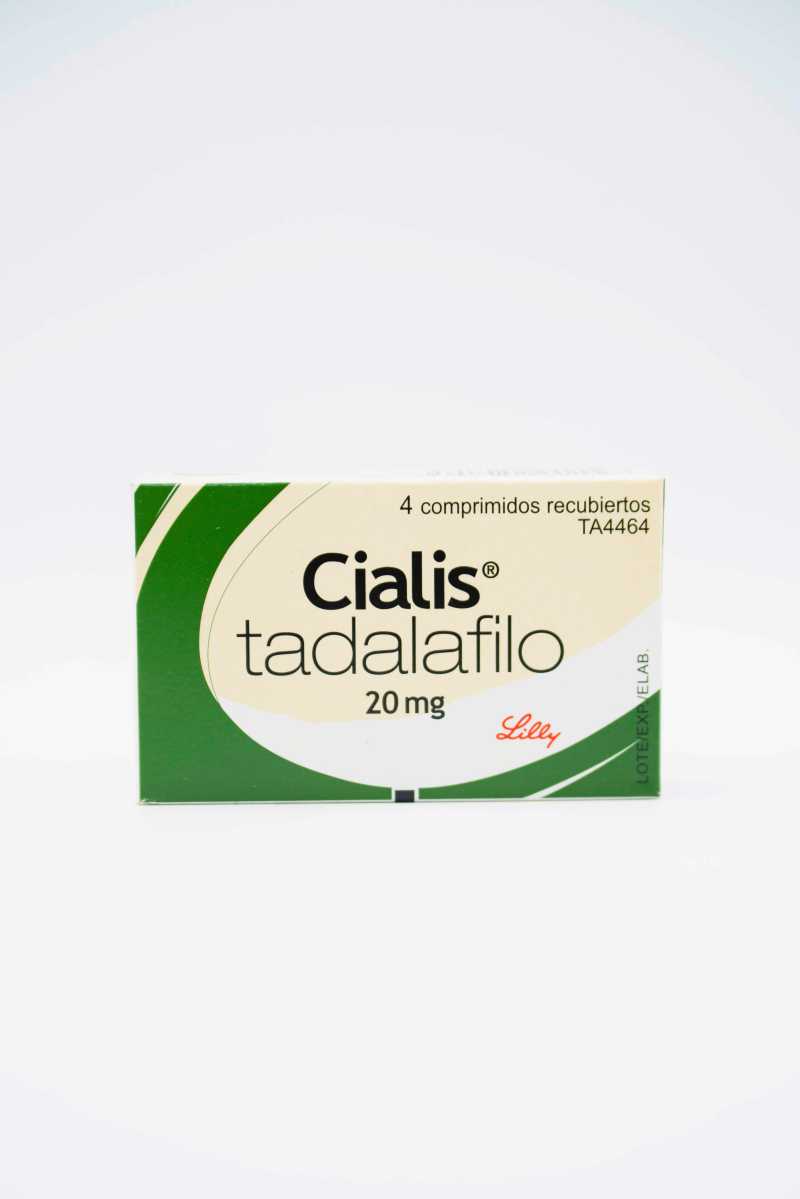 4 comprimidos recubiertos
TA4464
Cialis®
tadalafilo
20 mg
Lilly
LOTE/EXP./ELAB.